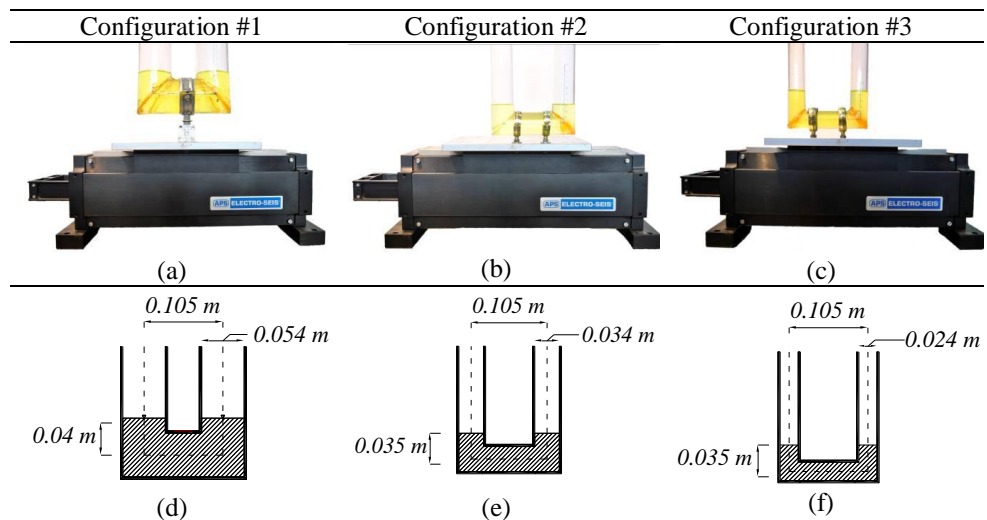 Configuration #1 Configuration #2 Configuration #3
APS ELECTRO-SEIS APS ELECTRO-SEIS APS ELECTRO-SEIS
(a) (b) (c)
0.105 m 0.105 m 0.105 m
0.054 m 0.034 m 0.024 m
0.04 m 0.035 m 0.035 m
(d) (e) (f)